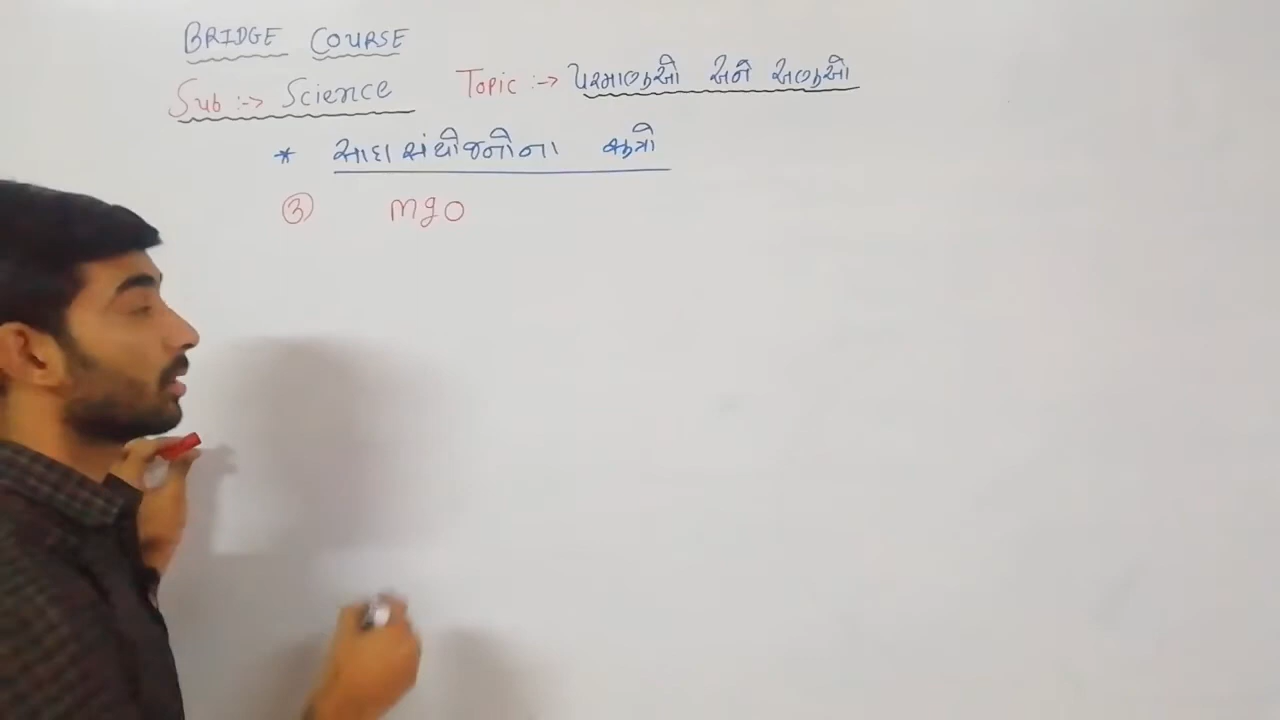 BRIDGE COURSE
Sub :-> Science Topic :-> પરમાણુઓ અને અણુઓ
* સાદા સંયોજનોના સૂત્રો
③ MgO